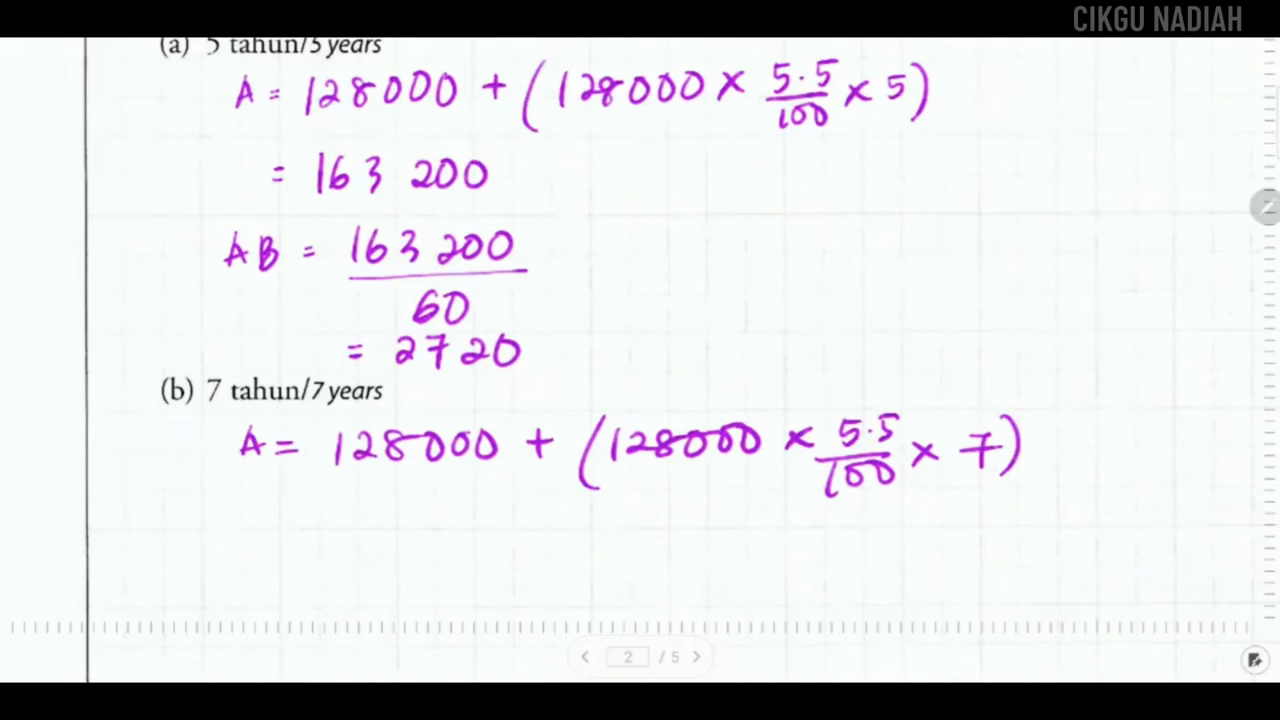 CIKGU NADIAH
(a) 5 tahun/5 years
A = 128000 + (128000 × 5.5/100 × 5)
= 163 200
AB = 163 200/60
= 2720
(b) 7 tahun/7 years
A = 128000 + (128000 × 5.5/100 × 7)
2 / 5